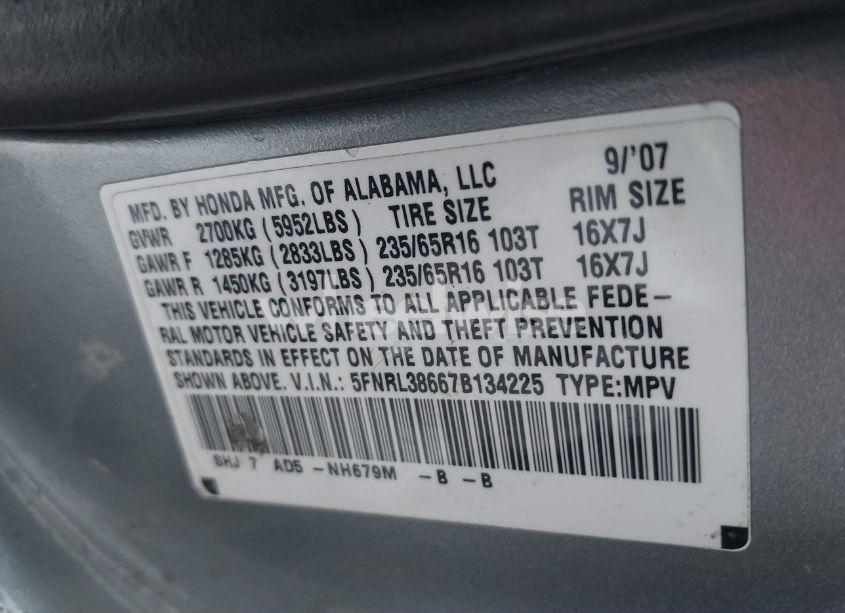 MFD. BY HONDA MFG. OF ALABAMA, LLC 9/'07
GVWR 2700KG (5952LBS) TIRE SIZE RIM SIZE
GAWR F 1285KG (2833LBS) 235/65R16 103T 16X7J
GAWR R 1450KG (3197LBS) 235/65R16 103T 16X7J
THIS VEHICLE CONFORMS TO ALL APPLICABLE FEDE-
RAL MOTOR VEHICLE SAFETY AND THEFT PREVENTION
STANDARDS IN EFFECT ON THE DATE OF MANUFACTURE
SHOWN ABOVE. V.I.N.: 5FNRL38667B134225 TYPE:MPV
SHJ 7 AD5 -NH679M -B -B